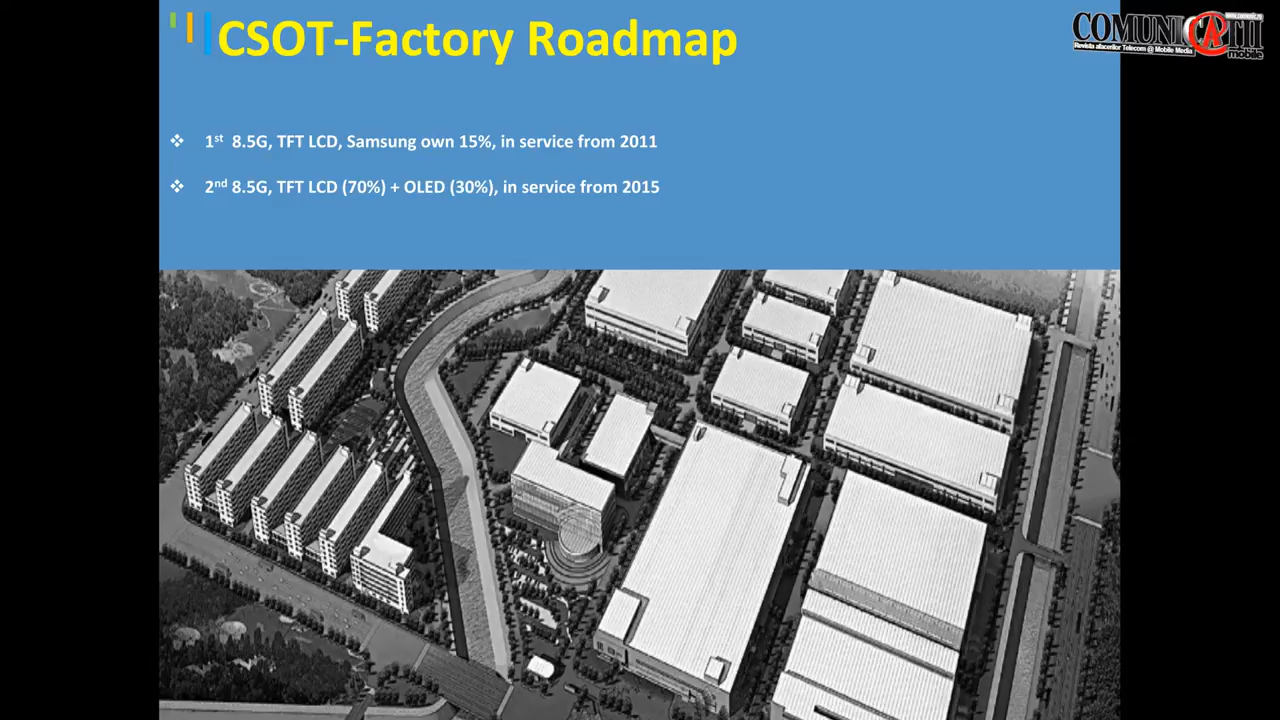 CSOT-Factory Roadmap
COMUNIC@TII
Revista afacerilor Telecom @ Mobile Media
mobile
❖ 1st 8.5G, TFT LCD, Samsung own 15%, in service from 2011
❖ 2nd 8.5G, TFT LCD (70%) + OLED (30%), in service from 2015